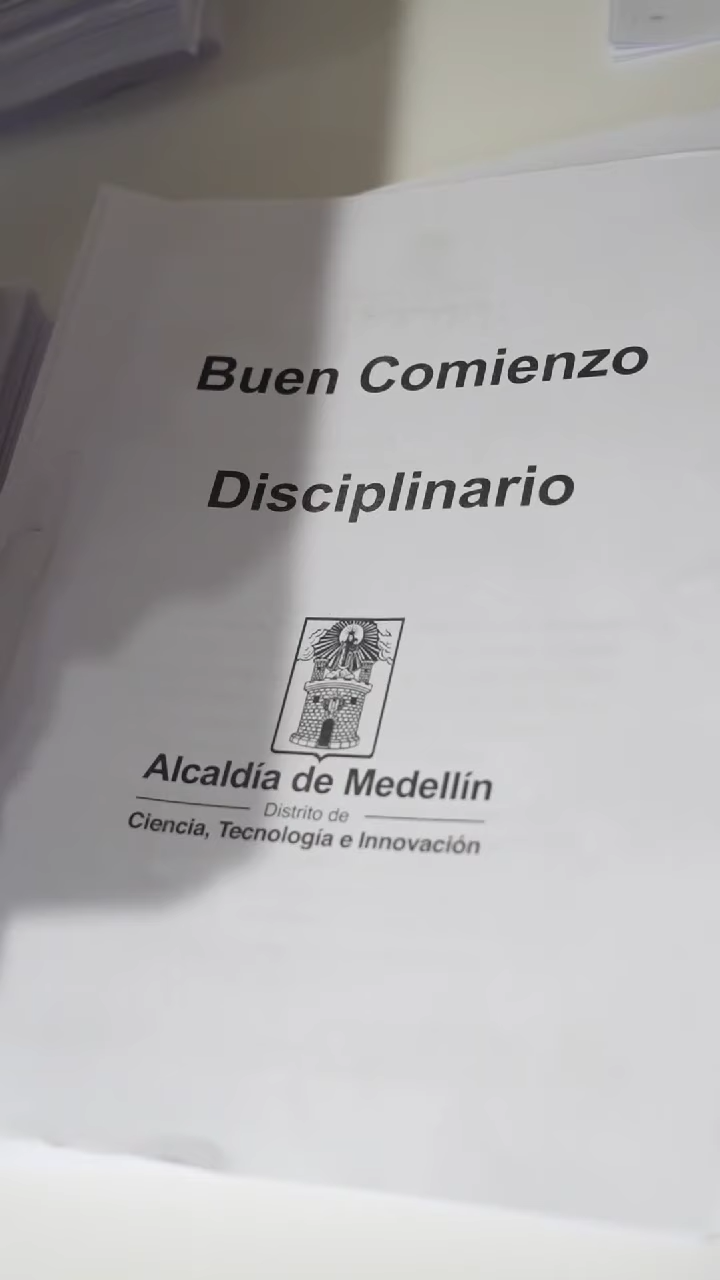 Buen Comienzo
Disciplinario
Alcaldía de Medellín
Distrito de
Ciencia, Tecnología e Innovación